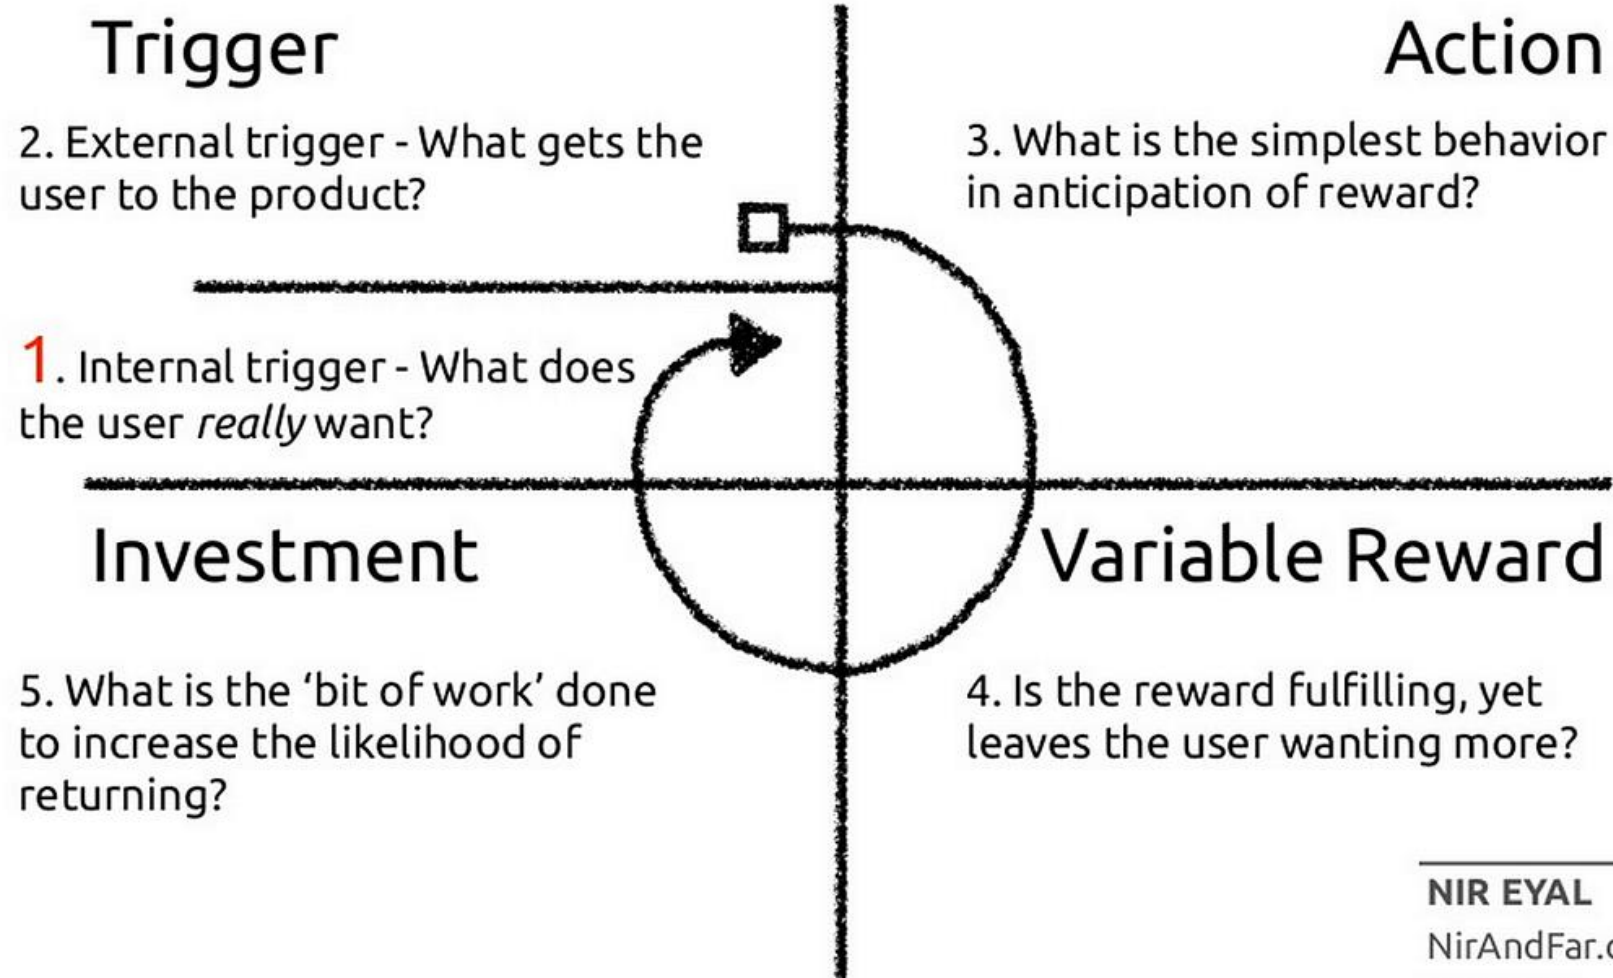 Trigger
2. External trigger - What gets the
user to the product?
1. Internal trigger - What does
the user really want?
Action
3. What is the simplest behavior
in anticipation of reward?
Investment
5. What is the ‘bit of work’ done
to increase the likelihood of
returning?
Variable Reward
4. Is the reward fulfilling, yet
leaves the user wanting more?
NIR EYAL
NirAndFar.c